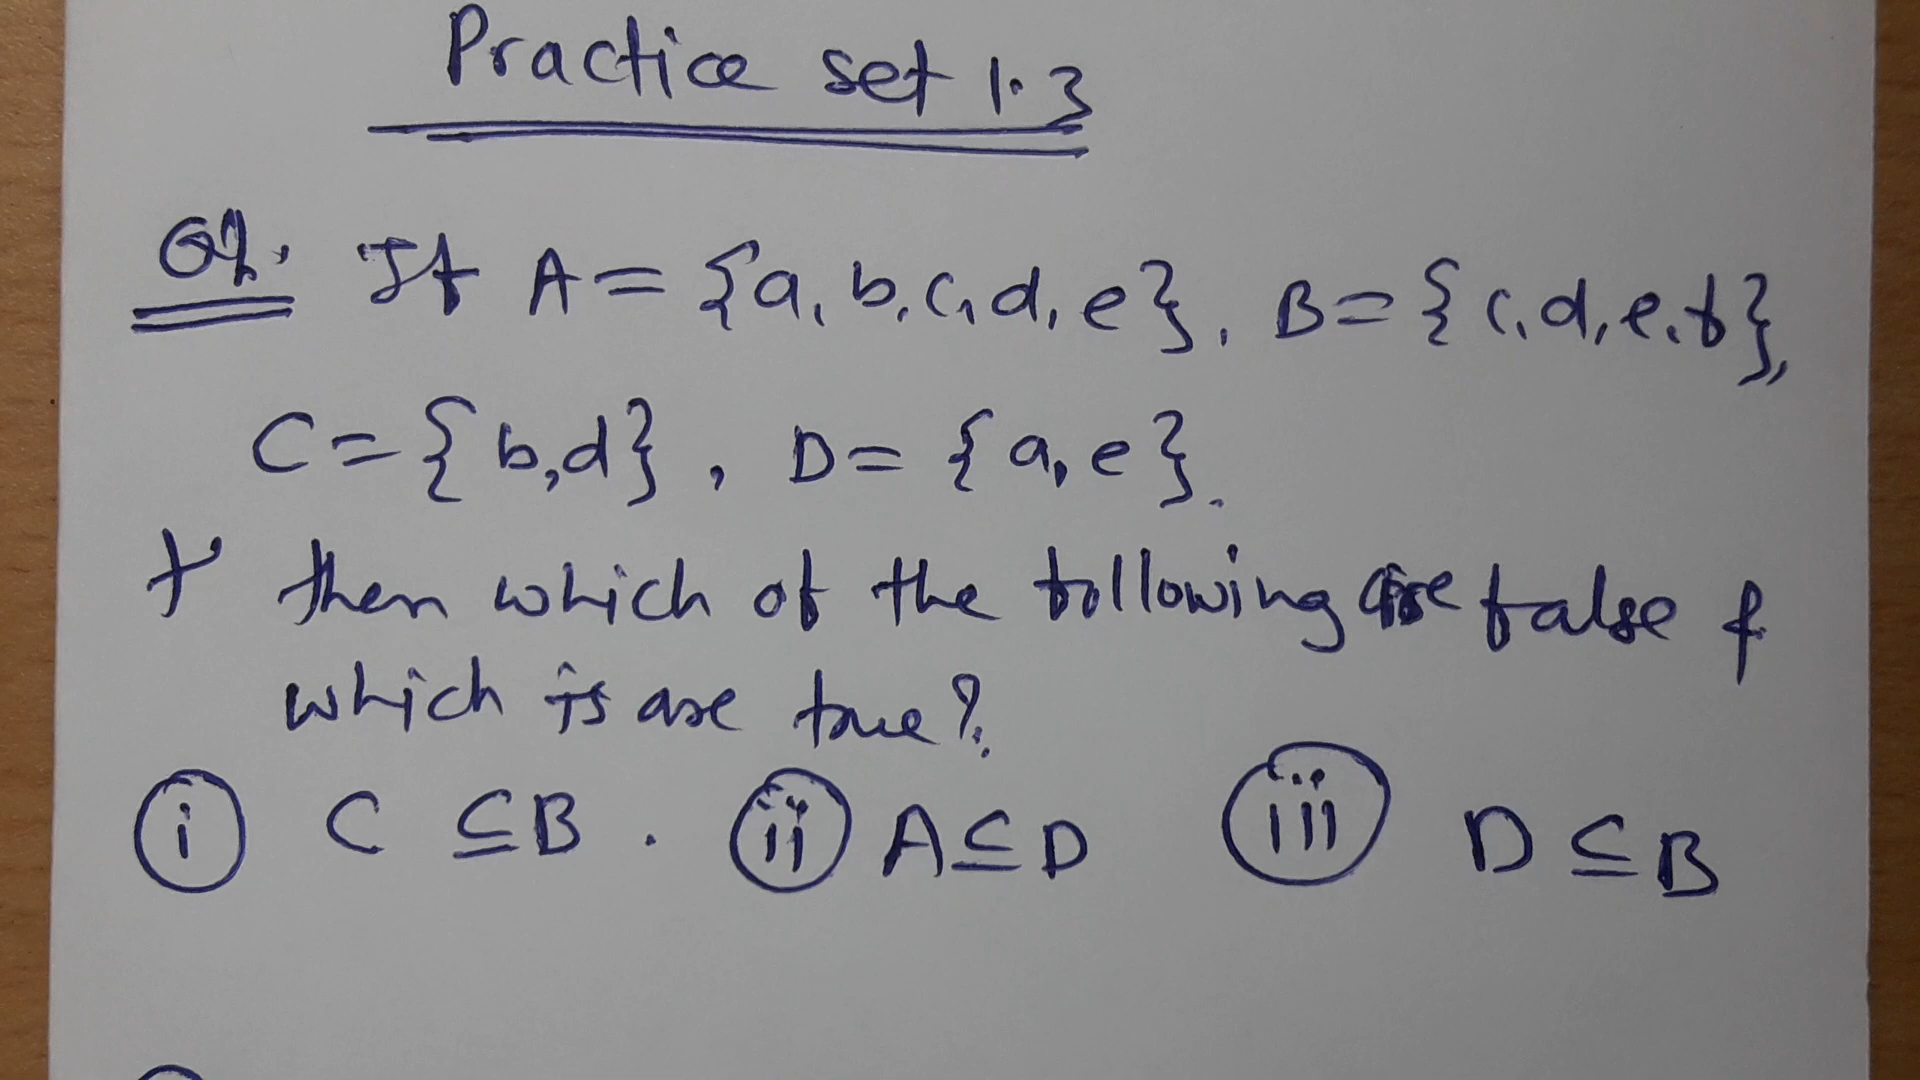 Practice set 1.3
Q1. If A = {a, b, c, d, e}, B = {c, d, e, f},
C = {b, d}, D = {a, e}.
then which of the following are false &
which is are true?
(i) C ⊆ B. (ii) A ⊆ D (iii) D ⊆ B